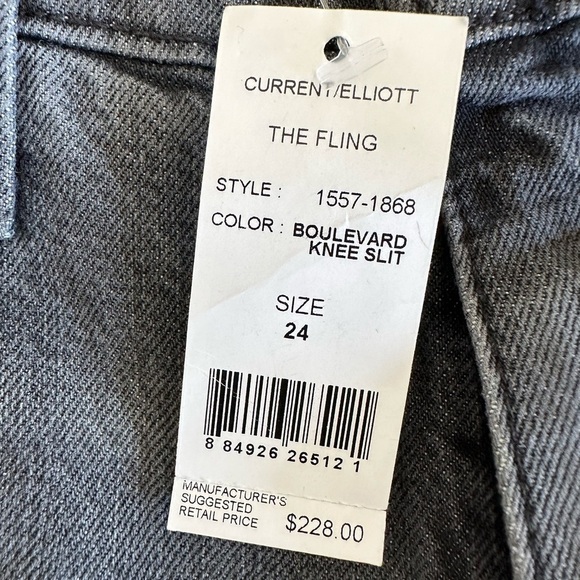 CURRENT/ELLIOTT
THE FLING
STYLE : 1557-1868
COLOR : BOULEVARD
KNEE SLIT
SIZE
24
8 84926 26512 1
MANUFACTURER'S
SUGGESTED
RETAIL PRICE $228.00